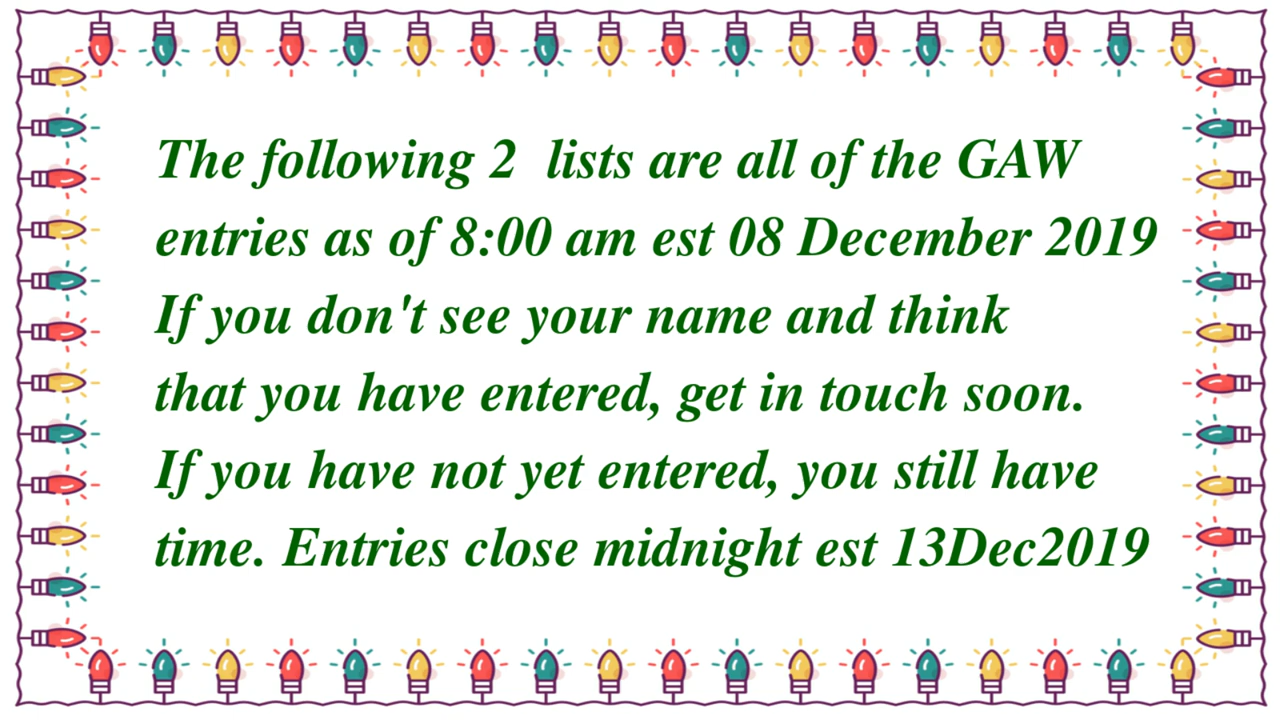 The following 2  lists are all of the GAW
entries as of 8:00 am est 08 December 2019
If you don't see your name and think
that you have entered, get in touch soon.
If you have not yet entered, you still have
time. Entries close midnight est 13Dec2019